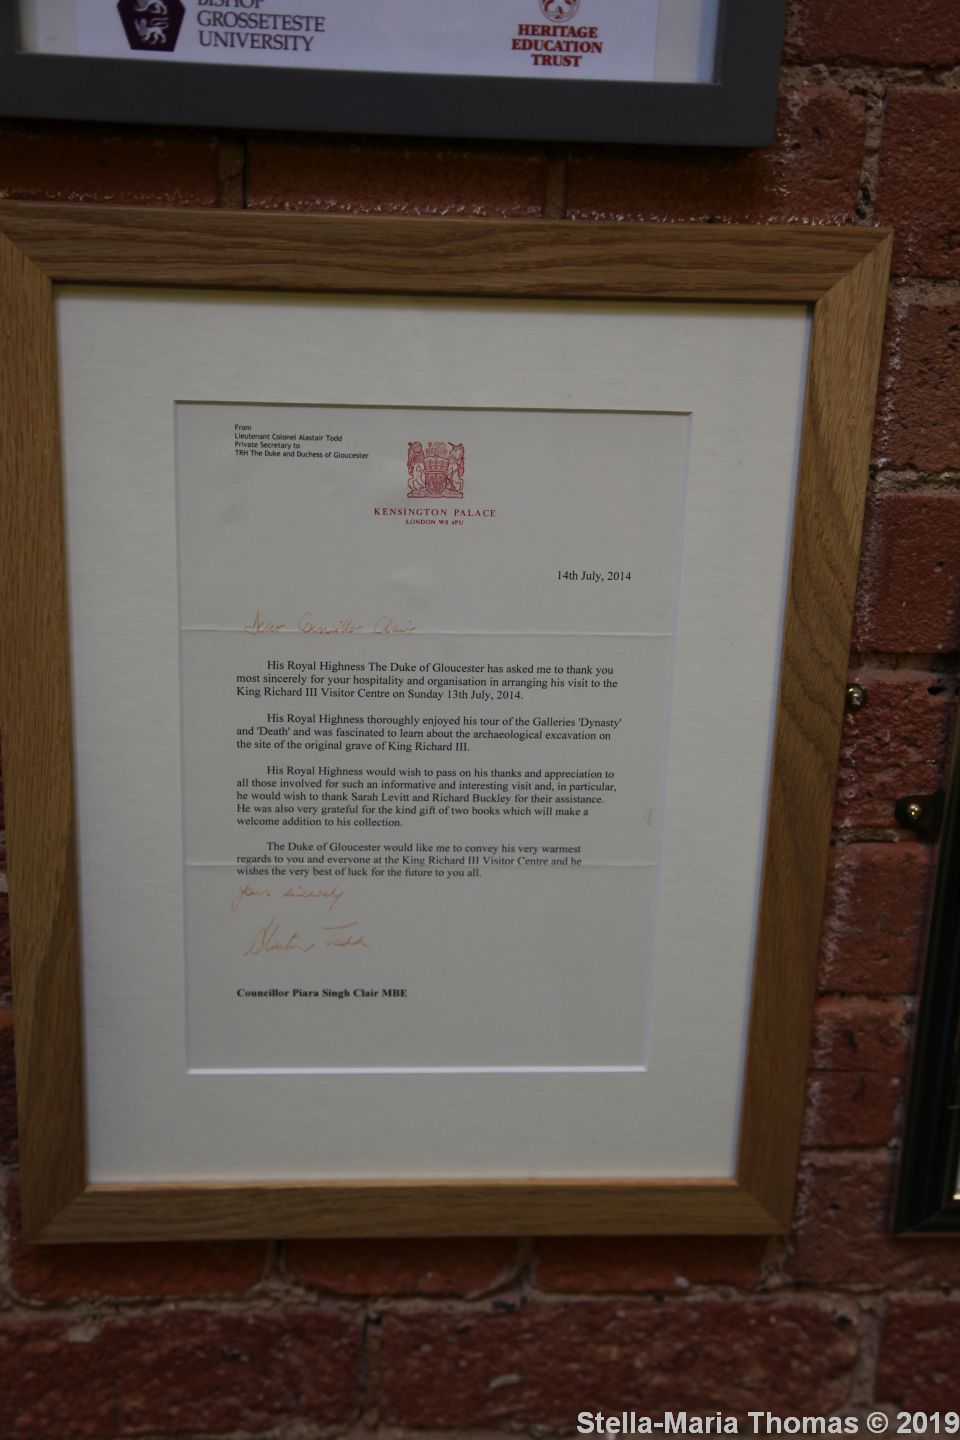 BISHOP
GROSSETESTE
UNIVERSITY
HERITAGE
EDUCATION
TRUST
From
Lieutenant Colonel Alastair Todd
Private Secretary to
TRH The Duke and Duchess of Gloucester
KENSINGTON PALACE
LONDON W8 4PU
14th July, 2014
Dear Councillor Clair
His Royal Highness The Duke of Gloucester has asked me to thank you
most sincerely for your hospitality and organisation in arranging his visit to the
King Richard III Visitor Centre on Sunday 13th July, 2014.
His Royal Highness thoroughly enjoyed his tour of the Galleries 'Dynasty'
and 'Death' and was fascinated to learn about the archaeological excavation on
the site of the original grave of King Richard III.
His Royal Highness would wish to pass on his thanks and appreciation to
all those involved for such an informative and interesting visit and, in particular,
he would wish to thank Sarah Levitt and Richard Buckley for their assistance.
He was also very grateful for the kind gift of two books which will make a
welcome addition to his collection.
The Duke of Gloucester would like me to convey his very warmest
regards to you and everyone at the King Richard III Visitor Centre and he
wishes the very best of luck for the future to you all.
Yours sincerely
Alastair Todd
Councillor Piara Singh Clair MBE
Stella-Maria Thomas © 2019